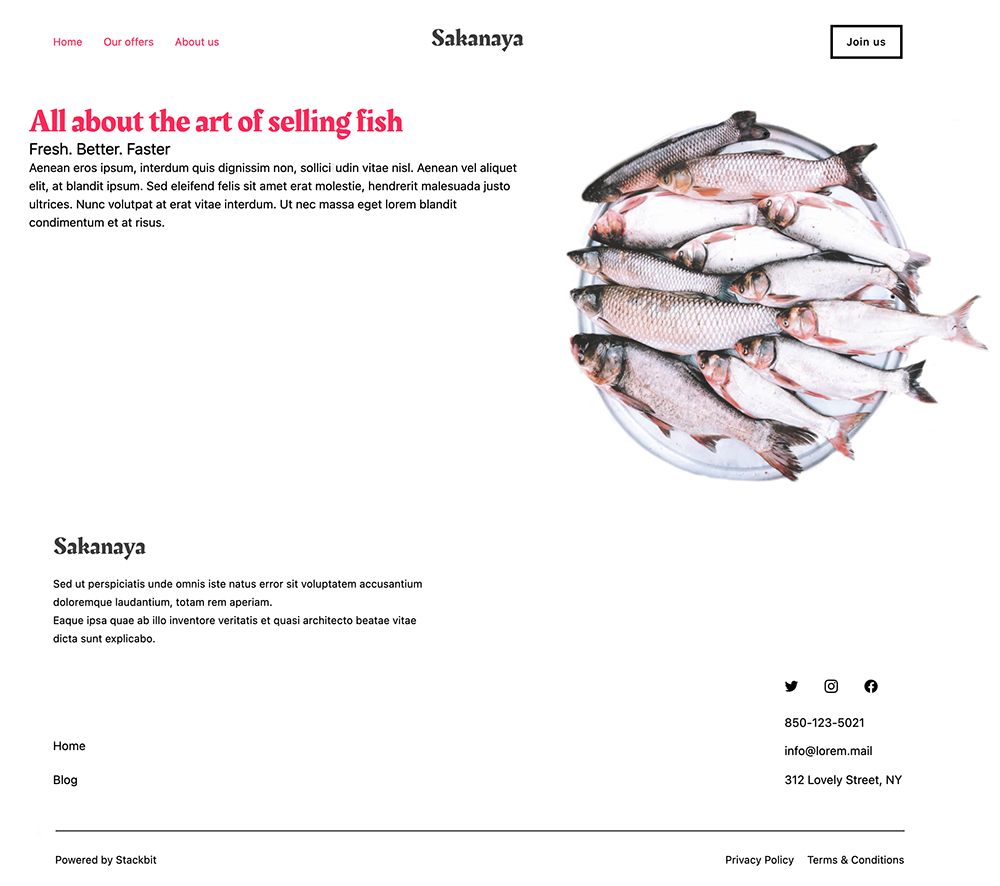 Home Our offers About us Sakanaya Join us
All about the art of selling fish
Fresh. Better. Faster
Aenean eros ipsum, interdum quis dignissim non, sollici udin vitae nisl. Aenean vel aliquet
elit, at blandit ipsum. Sed eleifend felis sit amet erat molestie, hendrerit malesuada justo
ultrices. Nunc volutpat at erat vitae interdum. Ut nec massa eget lorem blandit
condimentum et at risus.
Sakanaya
Sed ut perspiciatis unde omnis iste natus error sit voluptatem accusantium
doloremque laudantium, totam rem aperiam.
Eaque ipsa quae ab illo inventore veritatis et quasi architecto beatae vitae
dicta sunt explicabo.
Home
Blog
850-123-5021
info@lorem.mail
312 Lovely Street, NY
Powered by Stackbit
Privacy Policy Terms & Conditions